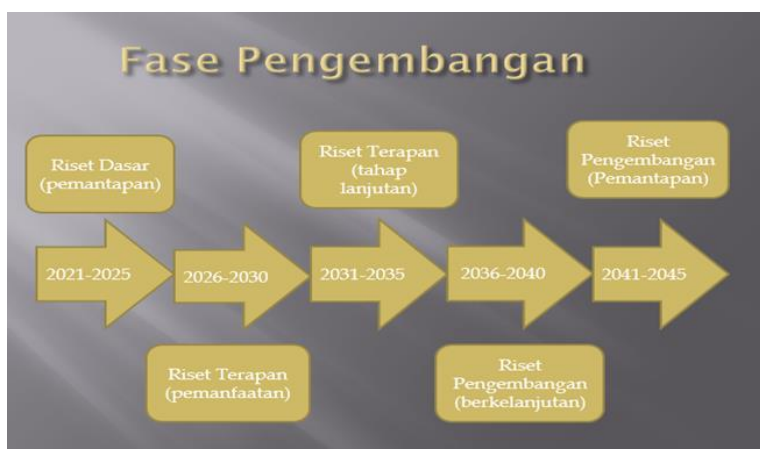 Fase Pengembangan
Riset Dasar
(pemantapan)
Riset Terapan
(tahap
lanjutan)
Riset
Pengembangan
(Pemantapan)
2021-2025
2026-2030
2031-2035
2036-2040
2041-2045
Riset Terapan
(pemanfaatan)
Riset
Pengembangan
(berkelanjutan)